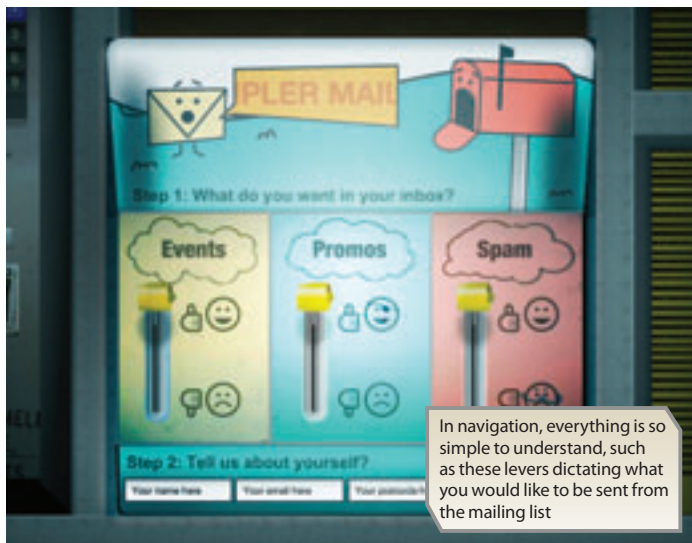 PLER MAIL
Step 1: What do you want in your inbox?
Events
Promos
Spam
Step 2: Tell us about yourself?
Your name here
Your email here
Your postcode
In navigation, everything is so
simple to understand, such
as these levers dictating what
you would like to be sent from
the mailing list